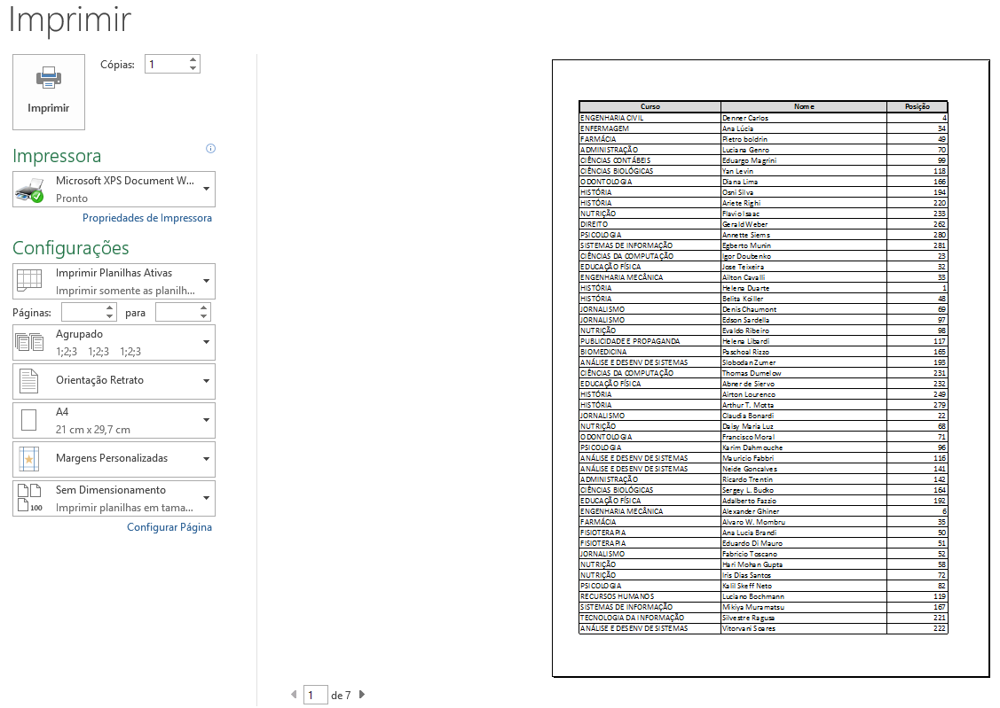 Imprimir
Imprimir
Cópias: 1
Impressora
Microsoft XPS Document W...
Pronto
Propriedades de Impressora
Configurações
Imprimir Planilhas Ativas
Imprimir somente as planilh...
Páginas: para
Agrupado
1;2;3 1;2;3 1;2;3
Orientação Retrato
A4
21 cm x 29,7 cm
Margens Personalizadas
Sem Dimensionamento
100
Imprimir planilhas em tama...
Configurar Página
Curso Nome Posição
ENGENHARIA CIVIL Denner Carlos 4
ENFERMAGEM Ana Lúcia 34
FARMÁCIA Pietro boldrin 49
ADMINISTRAÇÃO Luciana Genro 70
CIÊNCIAS CONTÁBEIS Eduargo Magrini 99
CIÊNCIAS BIOLÓGICAS Yan Levin 118
ODONTOLOGIA Diana Lima 166
HISTÓRIA Osni Silva 194
HISTÓRIA Ariete Righi 220
NUTRIÇÃO Flavio Isaac 233
DIREITO Gerald Weber 262
PSICOLOGIA Annette Siems 280
SISTEMAS DE INFORMAÇÃO Egberto Munin 281
CIÊNCIAS DA COMPUTAÇÃO Igor Doubenko 23
EDUCAÇÃO FÍSICA Jose Teixeira 32
ENGENHARIA MECÂNICA Ailton Cavalli 33
HISTÓRIA Helena Duarte 1
HISTÓRIA Belita Koiller 48
JORNALISMO Denis Chaumont 69
JORNALISMO Edson Sardella 97
NUTRIÇÃO Evaldo Ribeiro 98
PUBLICIDADE E PROPAGANDA Helena Libardi 117
BIOMEDICINA Paschoal Rizzo 165
ANÁLISE E DESENV DE SISTEMAS Slobodan Zumer 193
CIÊNCIAS DA COMPUTAÇÃO Thomas Dumelow 231
EDUCAÇÃO FÍSICA Abner de Siervo 232
HISTÓRIA Airton Lourenco 249
HISTÓRIA Arthur T. Motta 279
JORNALISMO Claudia Bonardi 22
NUTRIÇÃO Daisy Maria Luz 68
ODONTOLOGIA Francisco Moral 71
PSICOLOGIA Karim Dahmouche 96
ANÁLISE E DESENV DE SISTEMAS Mauricio Fabbri 116
ANÁLISE E DESENV DE SISTEMAS Neide Goncalves 141
ADMINISTRAÇÃO Ricardo Trentin 142
CIÊNCIAS BIOLÓGICAS Sergey L. Budko 164
EDUCAÇÃO FÍSICA Adalberto Fazzio 192
ENGENHARIA MECÂNICA Alexander Ghiner 6
FARMÁCIA Alvaro W. Mombru 35
FISIOTERAPIA Ana Lucia Brandi 50
FISIOTERAPIA Eduardo Di Mauro 51
JORNALISMO Fabricio Toscano 52
NUTRIÇÃO Hari Mohan Gupta 58
NUTRIÇÃO Iris Dias Santos 72
PSICOLOGIA Kalil Skeff Neto 82
RECURSOS HUMANOS Luciano Bochmann 119
SISTEMAS DE INFORMAÇÃO Mikiya Muramatsu 167
TECNOLOGIA DA INFORMAÇÃO Silvestre Ragusa 221
ANÁLISE E DESENV DE SISTEMAS Vitorvani Soares 222
1 de 7